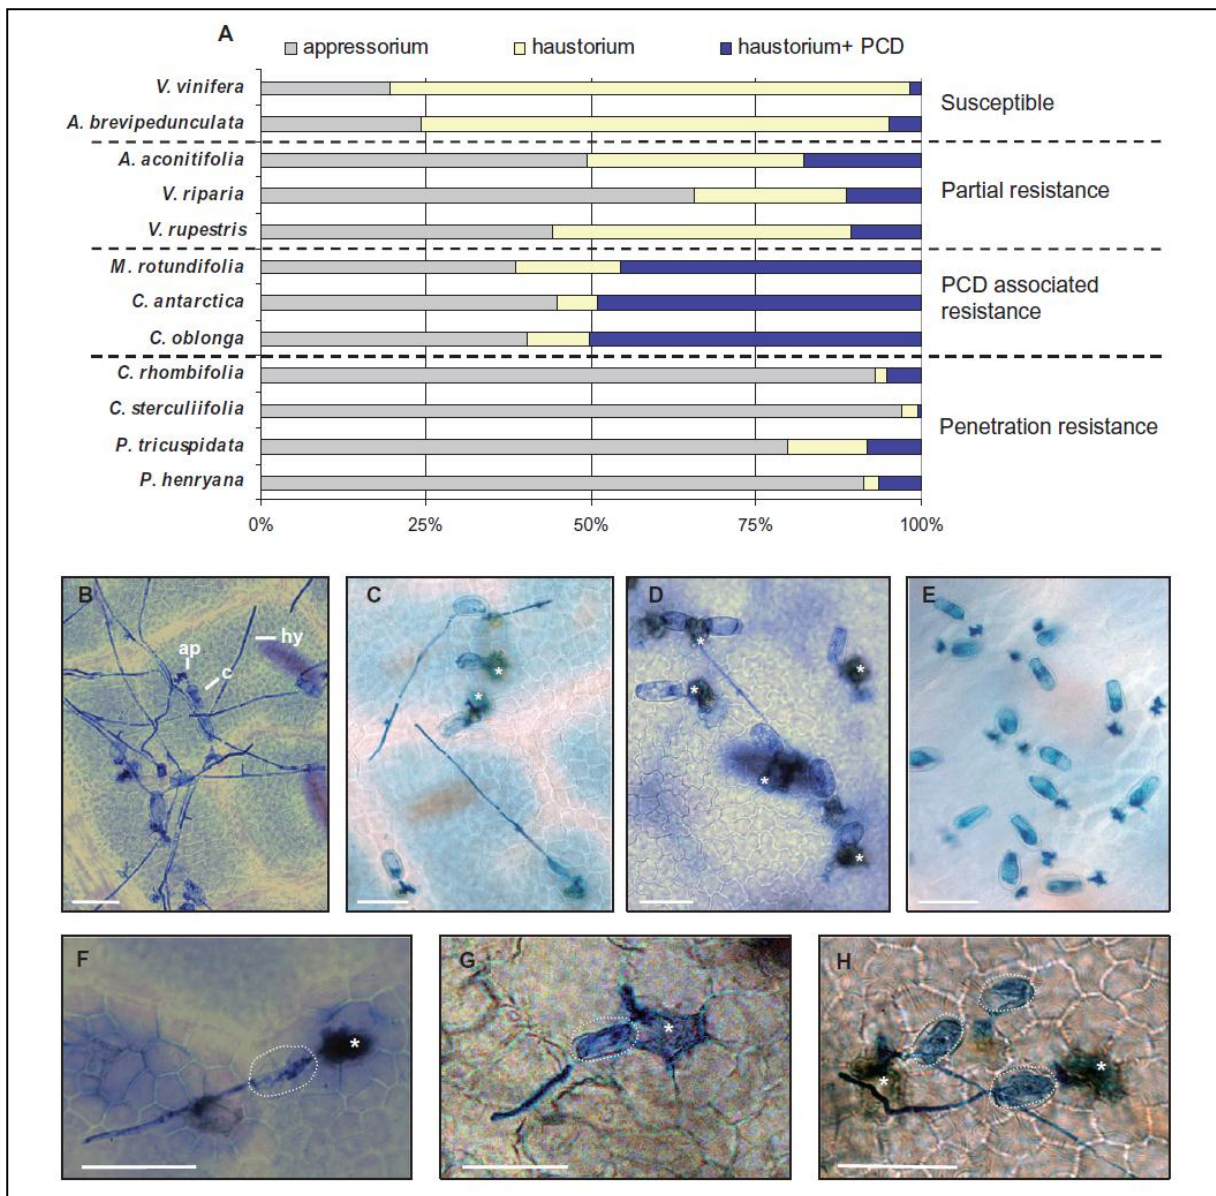 A
appressorium haustorium haustorium+ PCD
V. vinifera
A. brevipedunculata
Susceptible
A. aconitifolia
V. riparia
V. rupestris
Partial resistance
M. rotundifolia
C. antarctica
C. oblonga
PCD associated
resistance
C. rhombifolia
C. sterculiifolia
P. tricuspidata
P. henryana
Penetration resistance
0% 25% 50% 75% 100%
B
ap
c
hy
C
* *
D
* * * * *
E
F
*
G
*
H
* *